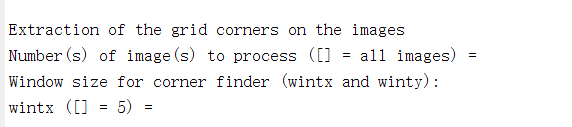 Extraction of the grid corners on the images
Number(s) of image(s) to process ([] = all images) =
Window size for corner finder (wintx and winty):
wintx ([] = 5) =